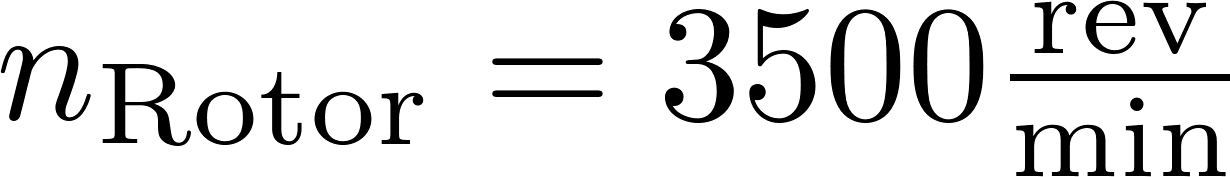 n_Rotor = 3500 rev/min